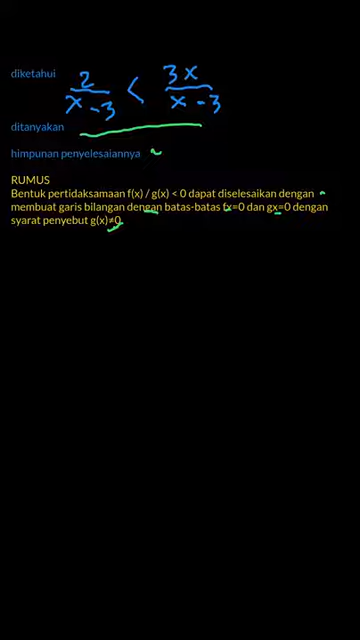 diketahui 2/(x-3) < 3x/(x-3)
ditanyakan
himpunan penyelesaiannya
RUMUS
Bentuk pertidaksamaan f(x) / g(x) < 0 dapat diselesaikan dengan
membuat garis bilangan dengan batas-batas fx=0 dan gx=0 dengan
syarat penyebut g(x)≠0.